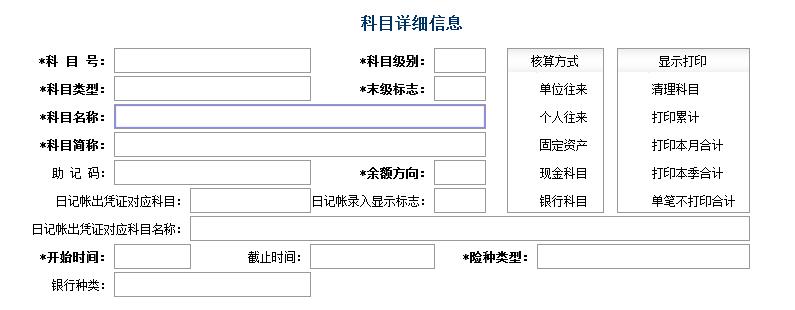 科目详细信息
*科 目 号: *科目级别: 核算方式 显示打印
*科目类型: *末级标志: 单位往来 清理科目
*科目名称: 个人往来 打印累计
*科目简称: 固定资产 打印本月合计
助 记 码: *余额方向: 现金科目 打印本季合计
日记帐出凭证对应科目: 日记帐录入显示标志: 银行科目 单笔不打印合计
日记帐出凭证对应科目名称:
*开始时间: 截止时间: *险种类型:
银行种类: